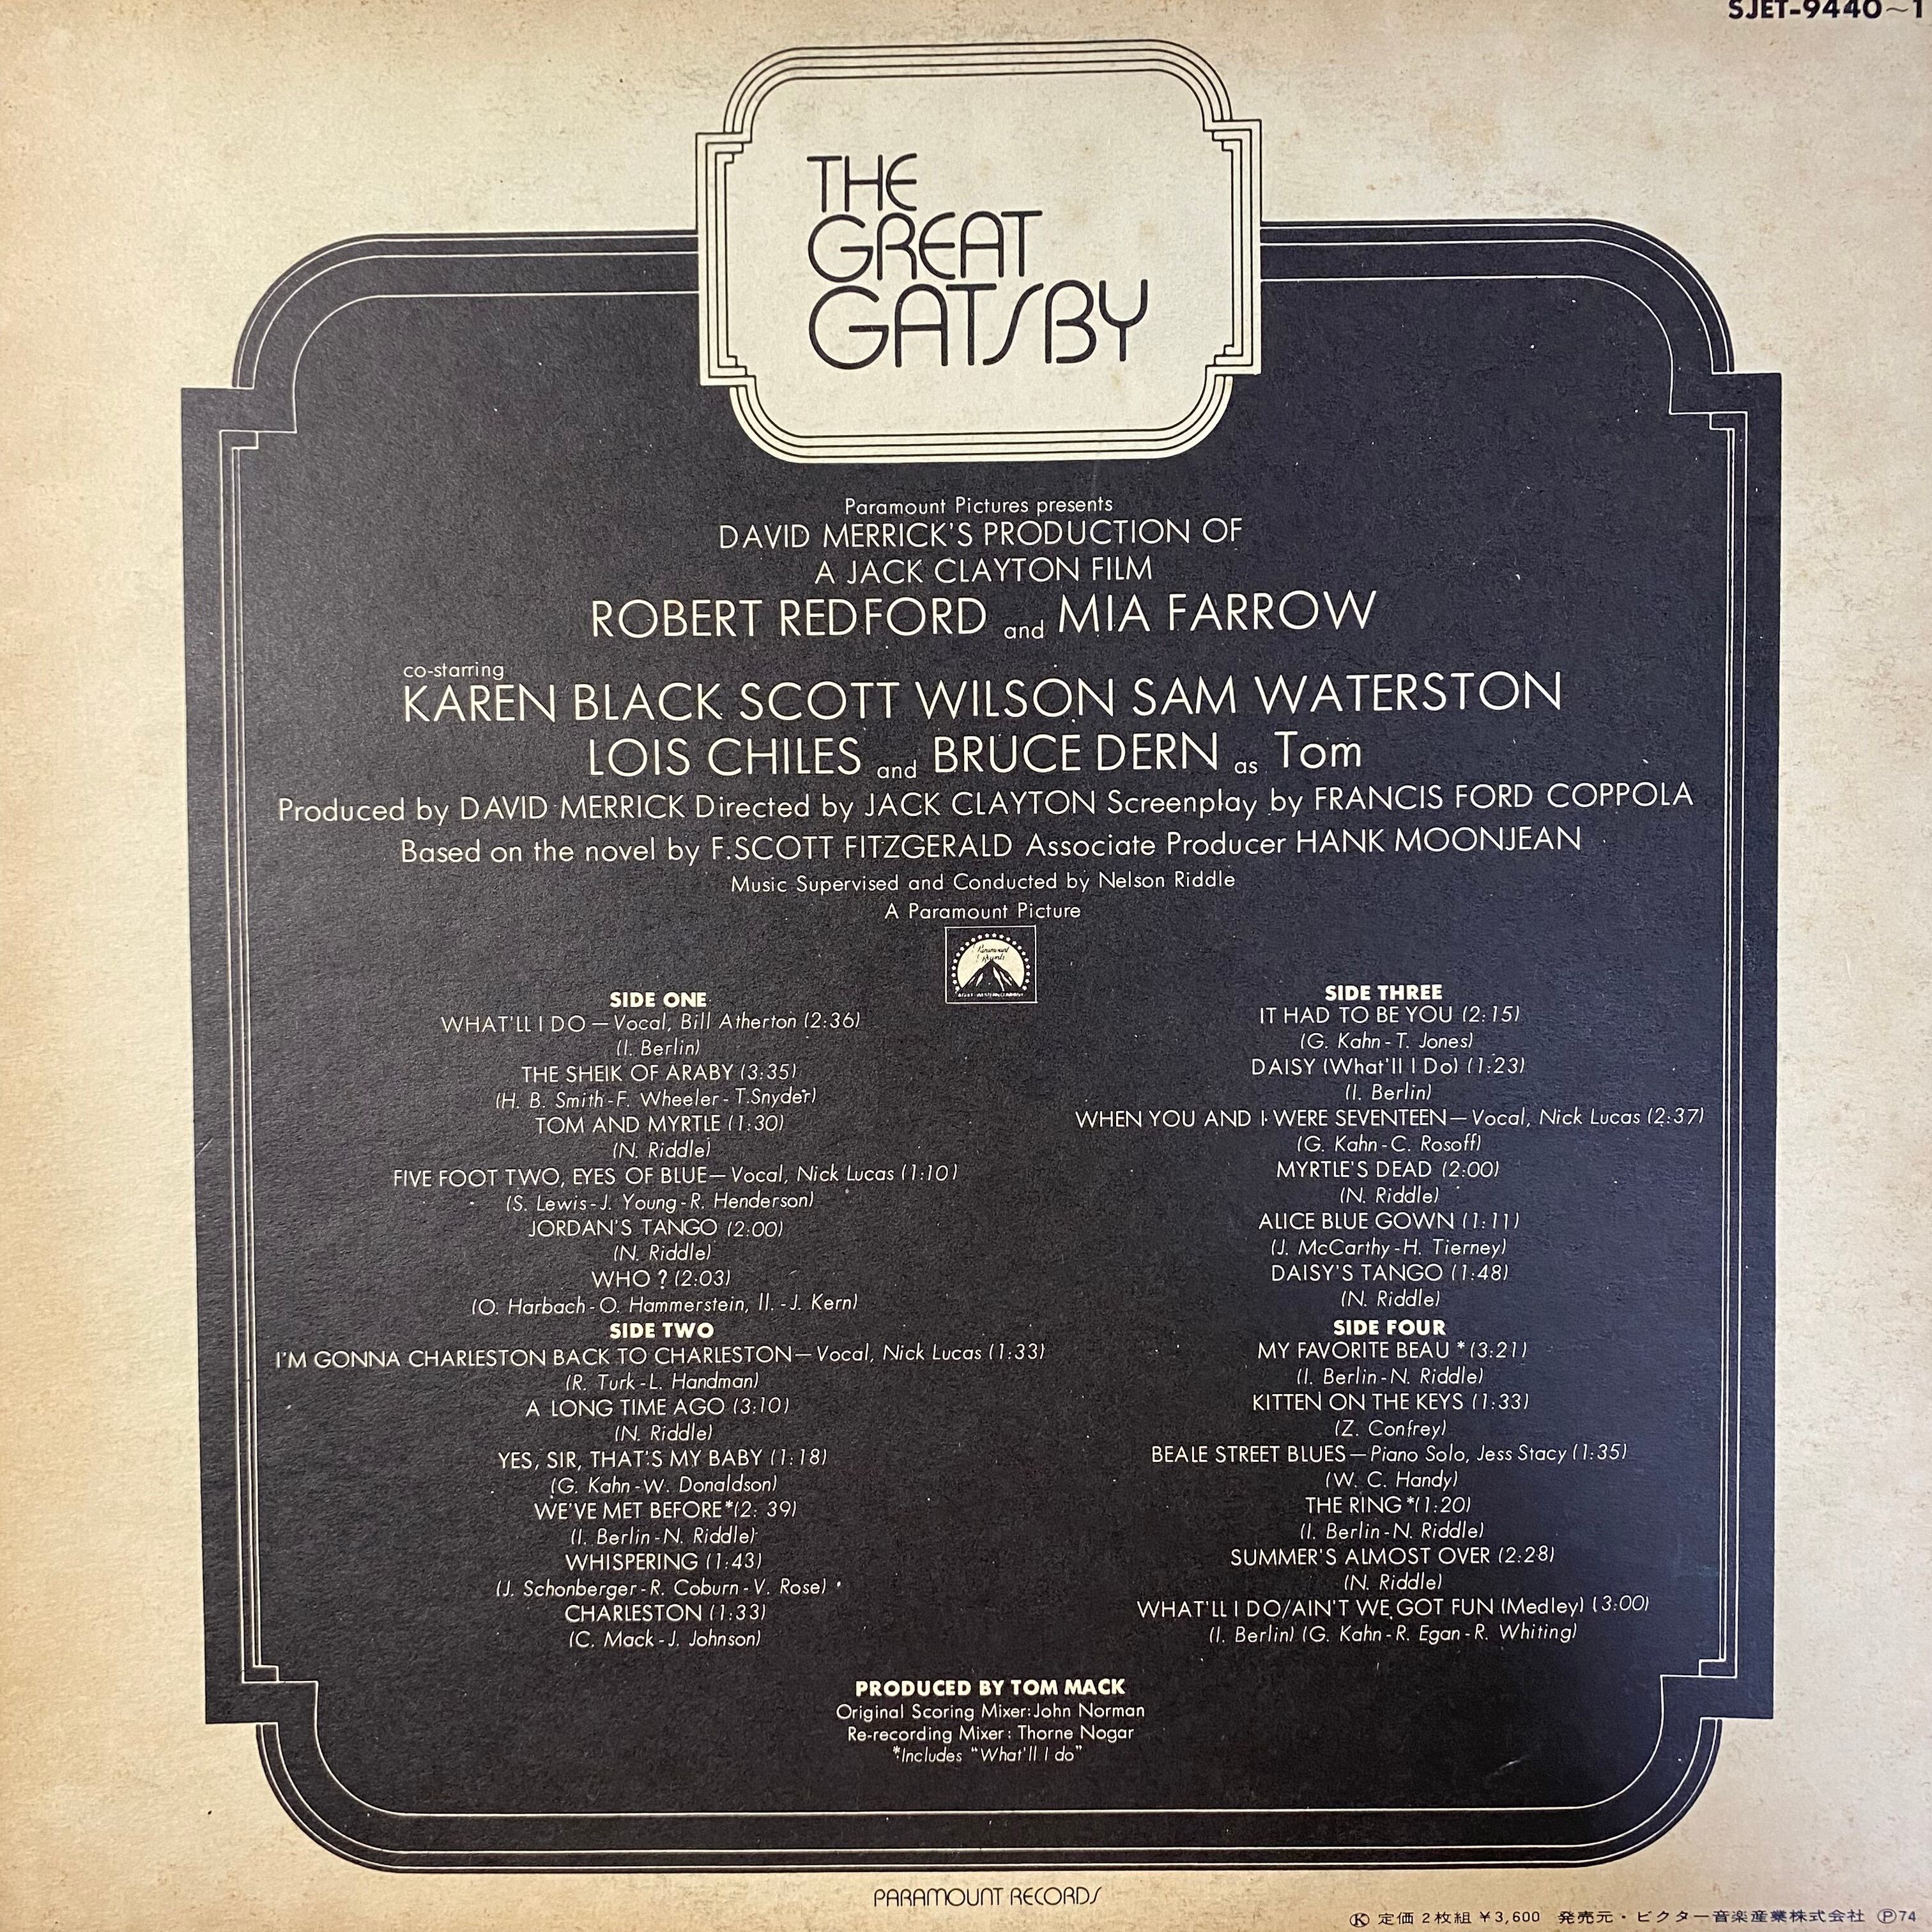 SJET-9440~1
THE
GREAT
GATSBY
Paramount Pictures presents
DAVID MERRICK'S PRODUCTION OF
A JACK CLAYTON FILM
ROBERT REDFORD and MIA FARROW
co-starring
KAREN BLACK SCOTT WILSON SAM WATERSTON
LOIS CHILES and BRUCE DERN as Tom
Produced by DAVID MERRICK Directed by JACK CLAYTON Screenplay by FRANCIS FORD COPPOLA
Based on the novel by F.SCOTT FITZGERALD Associate Producer HANK MOONJEAN
Music Supervised and Conducted by Nelson Riddle
A Paramount Picture
Paramount
Records
SIDE ONE
WHAT'LL I DO — Vocal, Bill Atherton (2:36)
(I. Berlin)
THE SHEIK OF ARABY (3:35)
(H. B. Smith-F. Wheeler-T.Snyder)
TOM AND MYRTLE (1:30)
(N. Riddle)
FIVE FOOT TWO, EYES OF BLUE— Vocal, Nick Lucas (1:10)
(S. Lewis-J. Young-R. Henderson)
JORDAN'S TANGO (2:00)
(N. Riddle)
WHO ? (2:03)
(O. Harbach-O. Hammerstein, II.-J. Kern)
SIDE TWO
I'M GONNA CHARLESTON BACK TO CHARLESTON—Vocal, Nick Lucas (1:33)
(R. Turk-L. Handman)
A LONG TIME AGO (3:10)
(N. Riddle)
YES, SIR, THAT'S MY BABY (1:18)
(G. Kahn-W. Donaldson)
WE'VE MET BEFORE*(2: 39)
(I. Berlin-N. Riddle)
WHISPERING (1:43)
(J. Schonberger-R. Coburn-V. Rose)
CHARLESTON (1:33)
(C. Mack-J. Johnson)
SIDE THREE
IT HAD TO BE YOU (2:15)
(G. Kahn-T. Jones)
DAISY (What'll I Do) (1:23)
(I. Berlin)
WHEN YOU AND I WERE SEVENTEEN—Vocal, Nick Lucas (2:37)
(G. Kahn-C. Rosoff)
MYRTLE'S DEAD (2:00)
(N. Riddle)
ALICE BLUE GOWN (1:11)
(J. McCarthy-H. Tierney)
DAISY'S TANGO (1:48)
(N. Riddle)
SIDE FOUR
MY FAVORITE BEAU *(3:21)
(I. Berlin-N. Riddle)
KITTEN ON THE KEYS (1:33)
(Z. Confrey)
BEALE STREET BLUES—Piano Solo, Jess Stacy (1:35)
(W. C. Handy)
THE RING*(1:20)
(I. Berlin-N. Riddle)
SUMMER'S ALMOST OVER (2:28)
(N. Riddle)
WHAT'LL I DO/AIN'T WE GOT FUN (Medley) (3:00)
(I. Berlin) (G. Kahn-R. Egan-R. Whiting)
PRODUCED BY TOM MACK
Original Scoring Mixer:John Norman
Re-recording Mixer: Thorne Nogar
*Includes "What'll I do"
PARAMOUNT RECORDS
Ⓚ 定価2枚組¥3,600 発売元・ビクター音楽産業株式会社 Ⓟ74